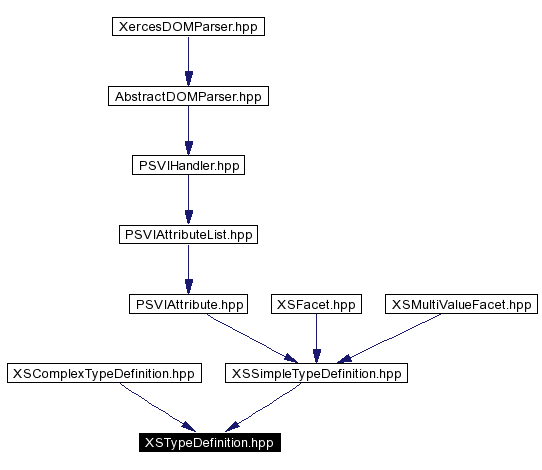 XercesDOMParser.hpp
AbstractDOMParser.hpp
PSVIHandler.hpp
PSVIAttributeList.hpp
PSVIAttribute.hpp
XSFacet.hpp
XSMultiValueFacet.hpp
XSComplexTypeDefinition.hpp
XSSimpleTypeDefinition.hpp
XSTypeDefinition.hpp